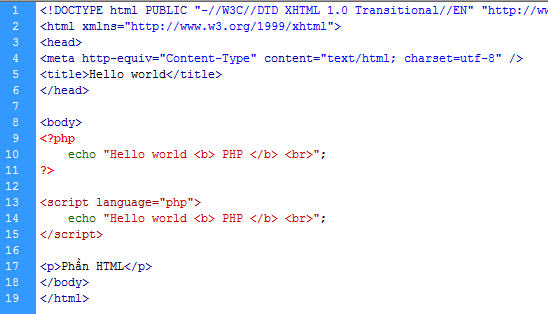 1 <!DOCTYPE html PUBLIC "-//W3C//DTD XHTML 1.0 Transitional//EN" "http://ww
2 <html xmlns="http://www.w3.org/1999/xhtml">
3 <head>
4 <meta http-equiv="Content-Type" content="text/html; charset=utf-8" />
5 <title>Hello world</title>
6 </head>
7
8 <body>
9 <?php
10     echo "Hello world <b> PHP </b> <br>";
11 ?>
12
13 <script language="php">
14     echo "Hello world <b> PHP </b> <br>";
15 </script>
16
17 <p>Phần HTML</p>
18 </body>
19 </html>